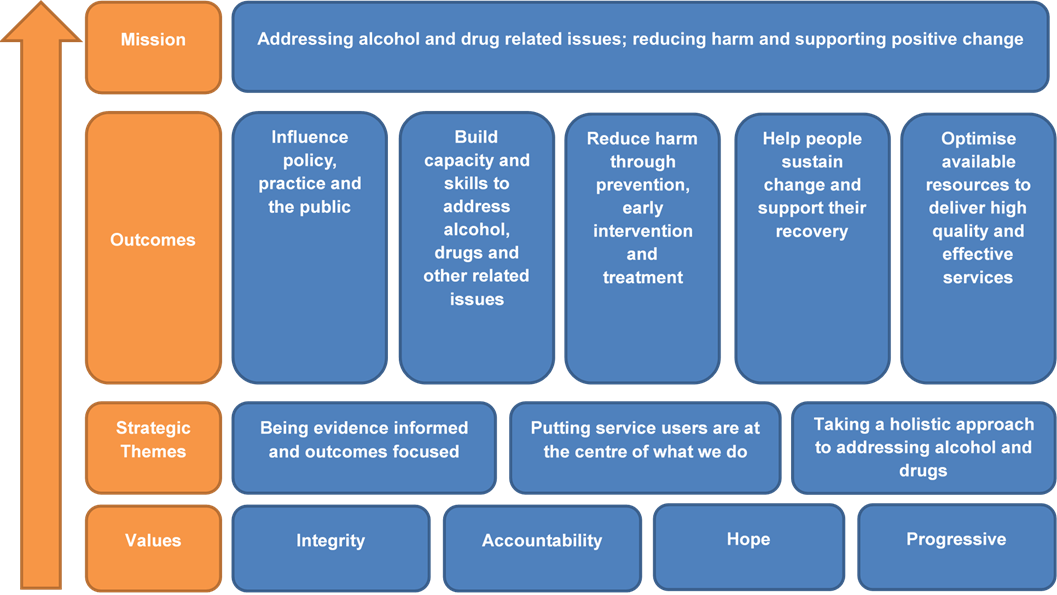 Mission
Addressing alcohol and drug related issues; reducing harm and supporting positive change
Outcomes
Influence
policy,
practice and
the public
Build
capacity and
skills to
address
alcohol,
drugs and
other related
issues
Reduce harm
through
prevention,
early
intervention
and
treatment
Help people
sustain
change and
support their
recovery
Optimise
available
resources to
deliver high
quality and
effective
services
Strategic
Themes
Being evidence informed
and outcomes focused
Putting service users are at
the centre of what we do
Taking a holistic approach
to addressing alcohol and
drugs
Values
Integrity
Accountability
Hope
Progressive